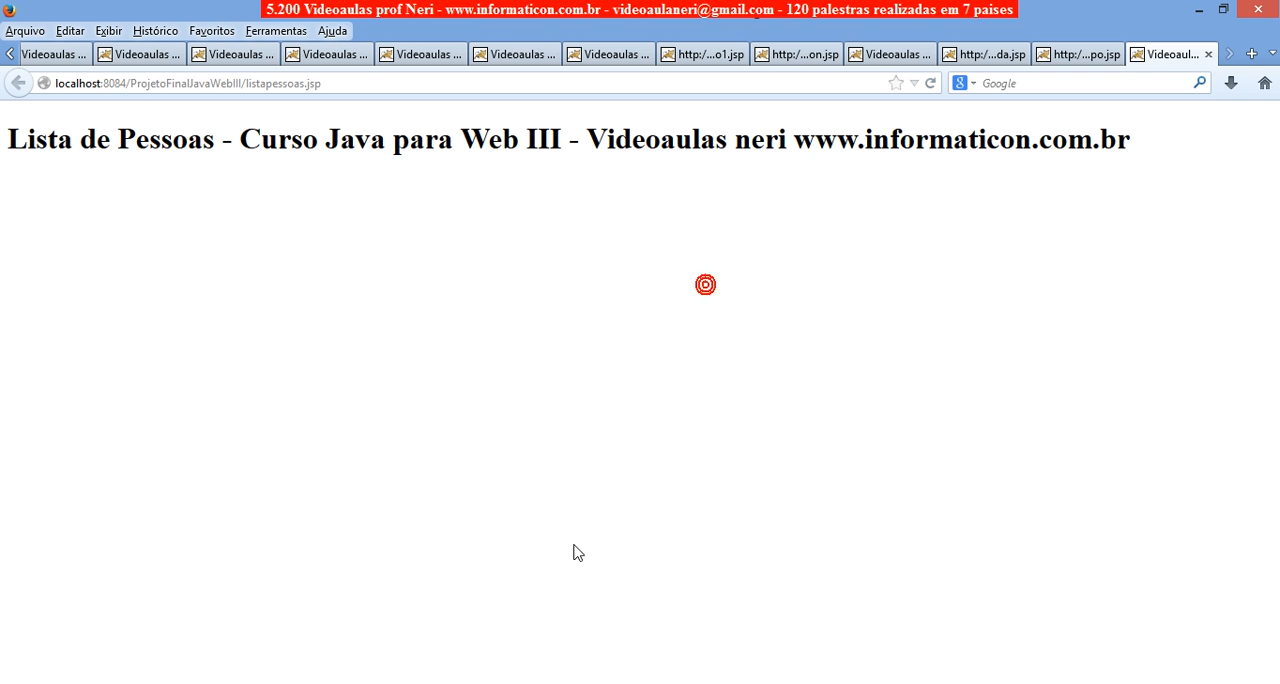 5.200 Videoaulas prof Neri - www.informaticon.com.br - videoaulaneri@gmail.com - 120 palestras realizadas em 7 paises
Arquivo Editar Exibir Histórico Favoritos Ferramentas Ajuda
Videoaulas ... Videoaulas ... Videoaulas ... Videoaulas ... Videoaulas ... Videoaulas ... Videoaulas ... http:/...o1.jsp http:/...on.jsp Videoaulas ... http:/...da.jsp http:/...po.jsp Videoaul...
localhost:8084/ProjetoFinalJavaWebIII/listapessoas.jsp Google
Lista de Pessoas - Curso Java para Web III - Videoaulas neri www.informaticon.com.br